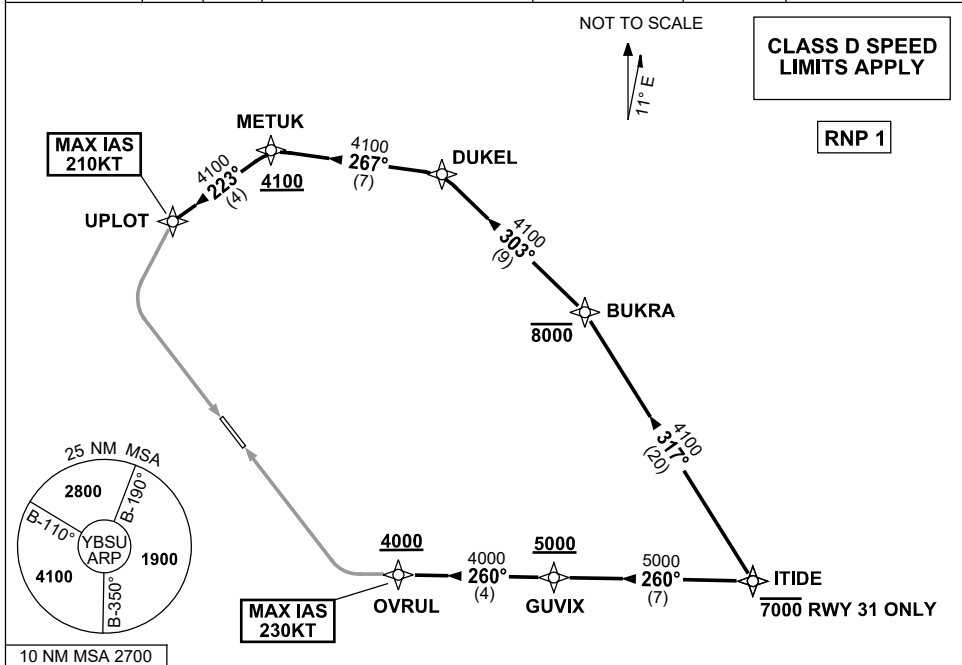 NOT TO SCALE
11° E
CLASS D SPEED
LIMITS APPLY
RNP 1
METUK
MAX IAS
210KT
4100
223°
(4)
4100
4100
267°
(7)
DUKEL
UPLOT
4100
303°
(9)
BUKRA
8000
4100
317°
(20)
25 NM MSA
2800
B-190°
B-110°
YBSU
ARP
1900
4100
B-350°
10 NM MSA 2700
4000
OVRUL
MAX IAS
230KT
4000
260°
(4)
5000
GUVIX
5000
260°
(7)
ITIDE
7000 RWY 31 ONLY